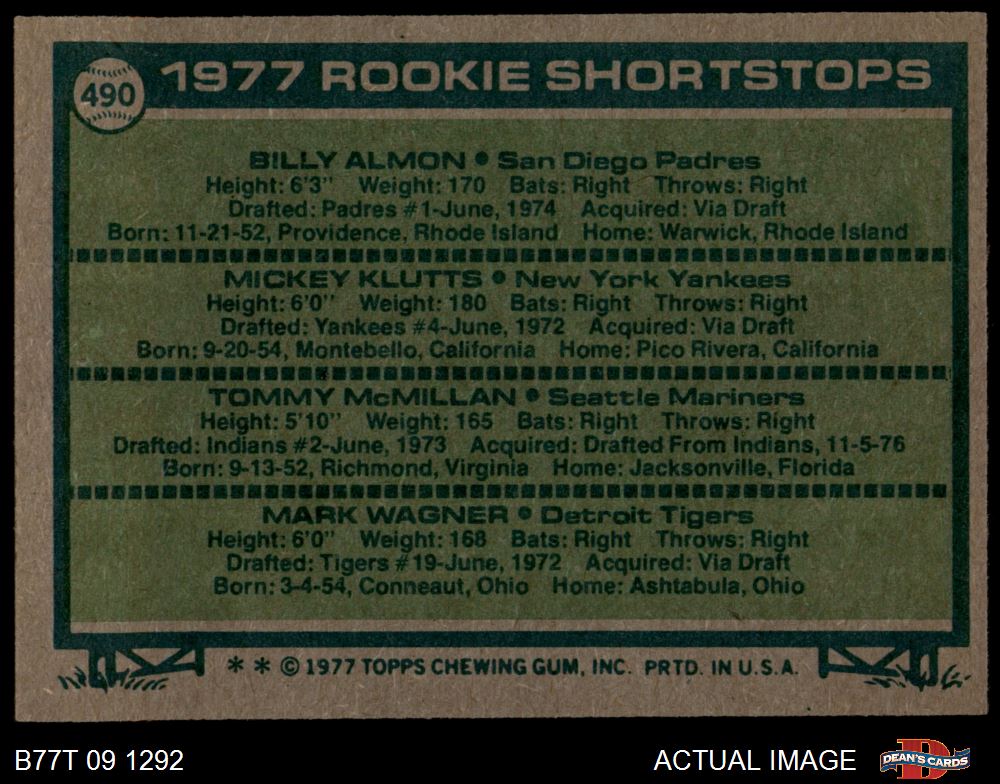 490
1977 ROOKIE SHORTSTOPS
BILLY ALMON • San Diego Padres
Height: 6'3" Weight: 170 Bats: Right Throws: Right
Drafted: Padres #1-June, 1974 Acquired: Via Draft
Born: 11-21-52, Providence, Rhode Island Home: Warwick, Rhode Island
MICKEY KLUTTS • New York Yankees
Height: 6'0" Weight: 180 Bats: Right Throws: Right
Drafted: Yankees #4-June, 1972 Acquired: Via Draft
Born: 9-20-54, Montebello, California Home: Pico Rivera, California
TOMMY McMILLAN • Seattle Mariners
Height: 5'10" Weight: 165 Bats: Right Throws: Right
Drafted: Indians #2-June, 1973 Acquired: Drafted From Indians, 11-5-76
Born: 9-13-52, Richmond, Virginia Home: Jacksonville, Florida
MARK WAGNER • Detroit Tigers
Height: 6'0" Weight: 168 Bats: Right Throws: Right
Drafted: Tigers #19-June, 1972 Acquired: Via Draft
Born: 3-4-54, Conneaut, Ohio Home: Ashtabula, Ohio
* * © 1977 TOPPS CHEWING GUM, INC. PRTD. IN U.S.A.
B77T 09 1292
ACTUAL IMAGE
D
DEAN'S CARDS